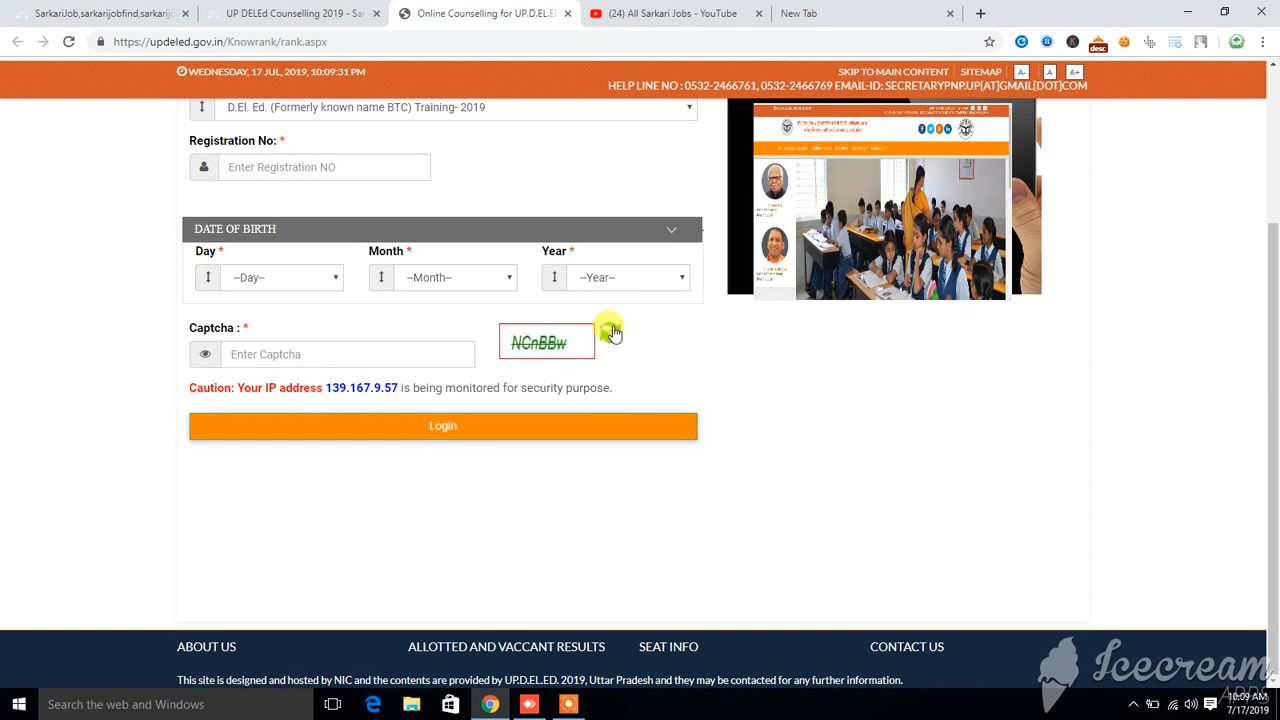 Sarkarijob,sarkarijobfind,sarkarijo
UP DELED Counselling 2019 - Sar
Online Counselling for UP.D.EL.ED
(24) All Sarkari Jobs - YouTube
New Tab
https://updeled.gov.in/Knowrank/rank.aspx
desc
WEDNESDAY, 17 JUL, 2019, 10:09:31 PM
SKIP TO MAIN CONTENT SITEMAP A- A A+
HELP LINE NO : 0532-2466761, 0532-2466769 EMAIL-ID: SECRETARYPNP.UP[AT]GMAIL[DOT]COM
D.El. Ed. (Formerly known name BTC) Training- 2019
Registration No: *
Enter Registration NO
DATE OF BIRTH
Day * Month * Year *
--Day-- --Month-- --Year--
Captcha : *
NCnBBw
Enter Captcha
Caution: Your IP address 139.167.9.57 is being monitored for security purpose.
Login
ABOUT US ALLOTTED AND VACCANT RESULTS SEAT INFO CONTACT US
This site is designed and hosted by NIC and the contents are provided by UP.D.EL.ED. 2019, Uttar Pradesh and they may be contacted for any further information.
Icecream
APPS
Search the web and Windows
10:09 AM
7/17/2019